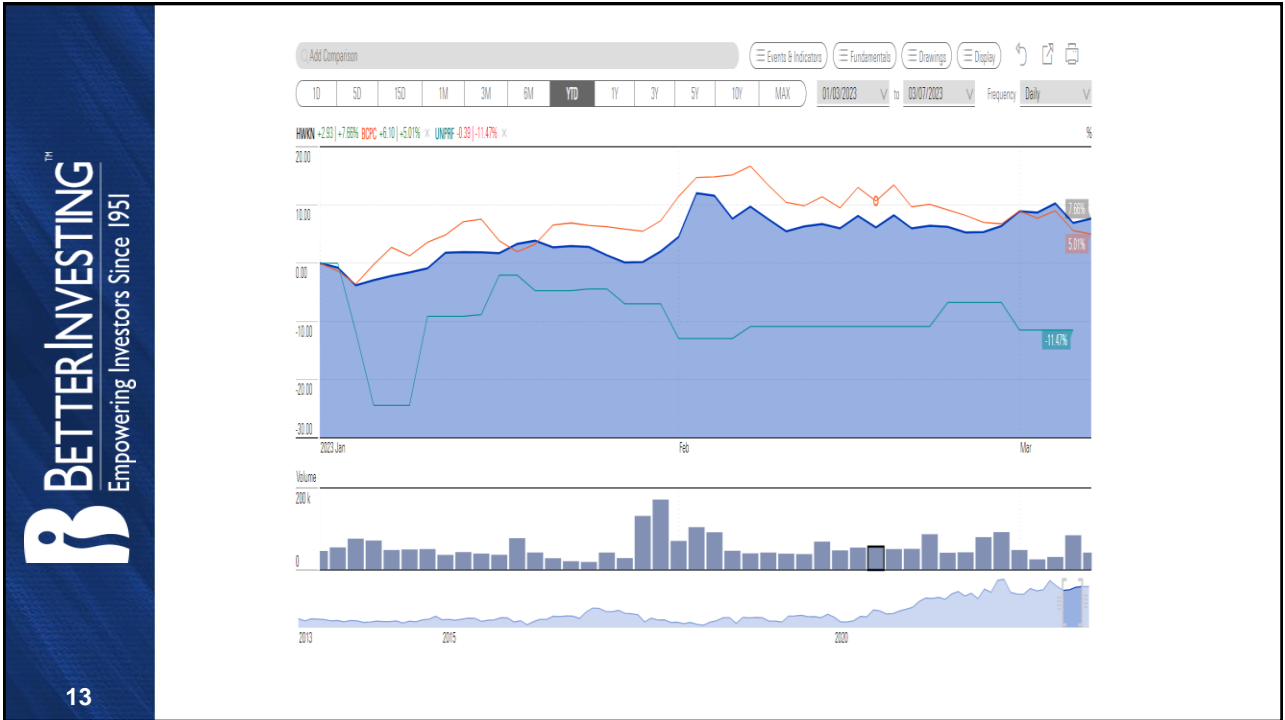 BETTERINVESTING™
Empowering Investors Since 1951
13
Add Comparison
Events & Indicators
Fundamentals
Drawings
Display
1D 5D 15D 1M 3M 6M YTD 1Y 3Y 5Y 10Y MAX
01/03/2023 to 03/07/2023 Frequency Daily
HWKN +2.93 | +7.66% BCPC +6.10 | +5.01% × UNPRF -0.39 | -11.47% ×
%
20.00
10.00
0.00
-10.00
-20.00
-30.00
7.66%
5.01%
-11.47%
2023 Jan Feb Mar
Volume
200 k
0
2013 2015 2020